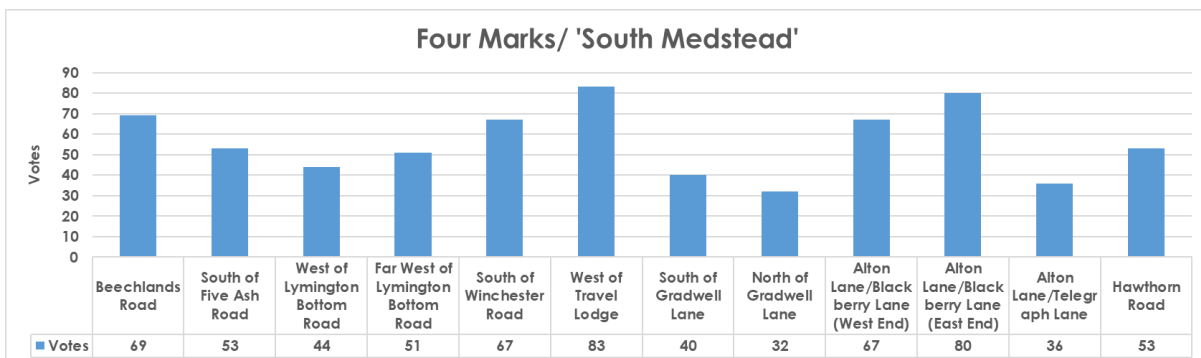 Four Marks/ 'South Medstead'
90
80
70
60
50
40
30
20
10
0
Votes
Beechlands
Road
South of
Five Ash
Road
West of
Lymington
Bottom
Road
Far West of
Lymington
Bottom
Road
South of
Winchester
Road
West of
Travel
Lodge
South of
Gradwell
Lane
North of
Gradwell
Lane
Alton
Lane/Black
berry Lane
(West End)
Alton
Lane/Black
berry Lane
(East End)
Alton
Lane/Telegr
aph Lane
Hawthorn
Road
Votes 69 53 44 51 67 83 40 32 67 80 36 53